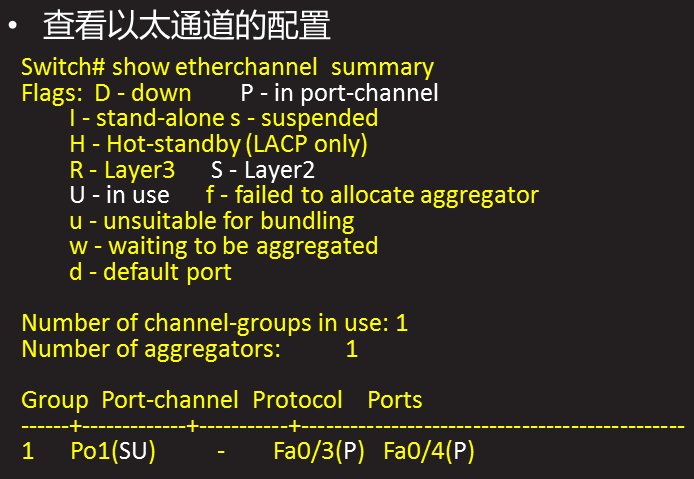 • 查看以太通道的配置
Switch# show etherchannel summary
Flags: D - down P - in port-channel
I - stand-alone s - suspended
H - Hot-standby (LACP only)
R - Layer3 S - Layer2
U - in use f - failed to allocate aggregator
u - unsuitable for bundling
w - waiting to be aggregated
d - default port
Number of channel-groups in use: 1
Number of aggregators: 1
Group Port-channel Protocol Ports
------+-------------+-----------+-----------------------------------------------
1 Po1(SU) - Fa0/3(P) Fa0/4(P)